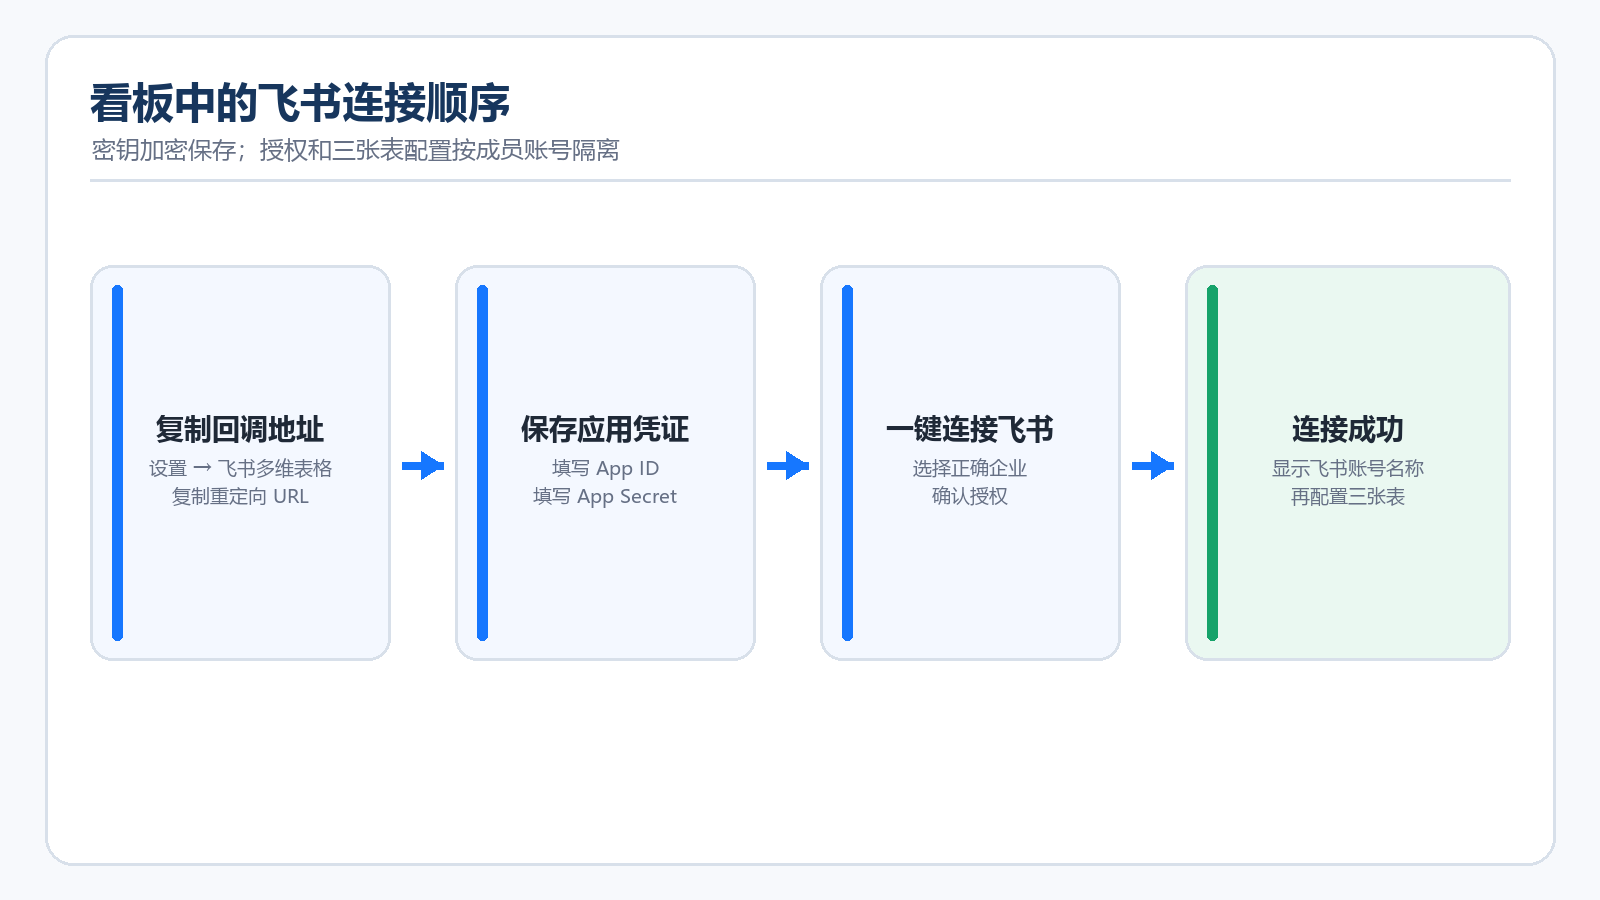 看板中的飞书连接顺序
密钥加密保存；授权和三张表配置按成员账号隔离
复制回调地址
设置 → 飞书多维表格
复制重定向 URL
保存应用凭证
填写 App ID
填写 App Secret
一键连接飞书
选择正确企业
确认授权
连接成功
显示飞书账号名称
再配置三张表